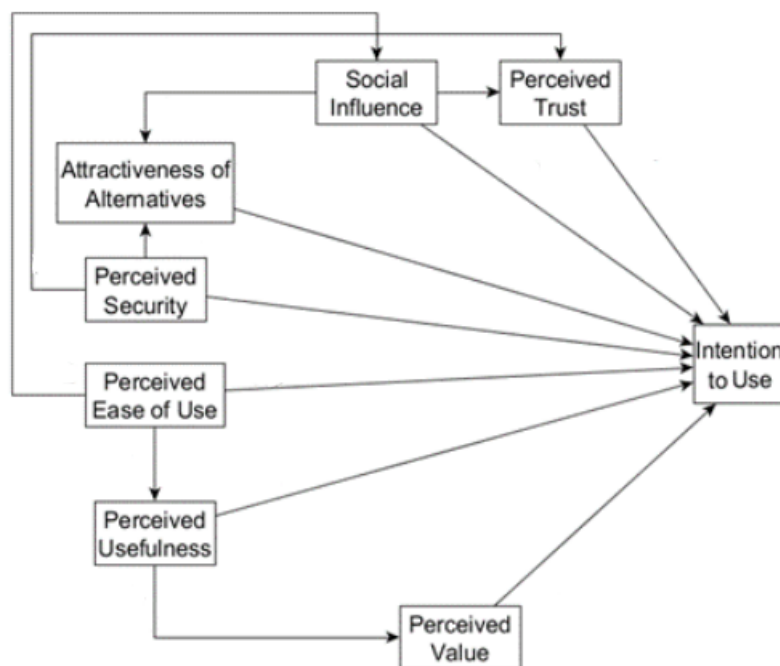 Social
Influence
Perceived
Trust
Attractiveness of
Alternatives
Perceived
Security
Intention
to Use
Perceived
Ease of Use
Perceived
Usefulness
Perceived
Value